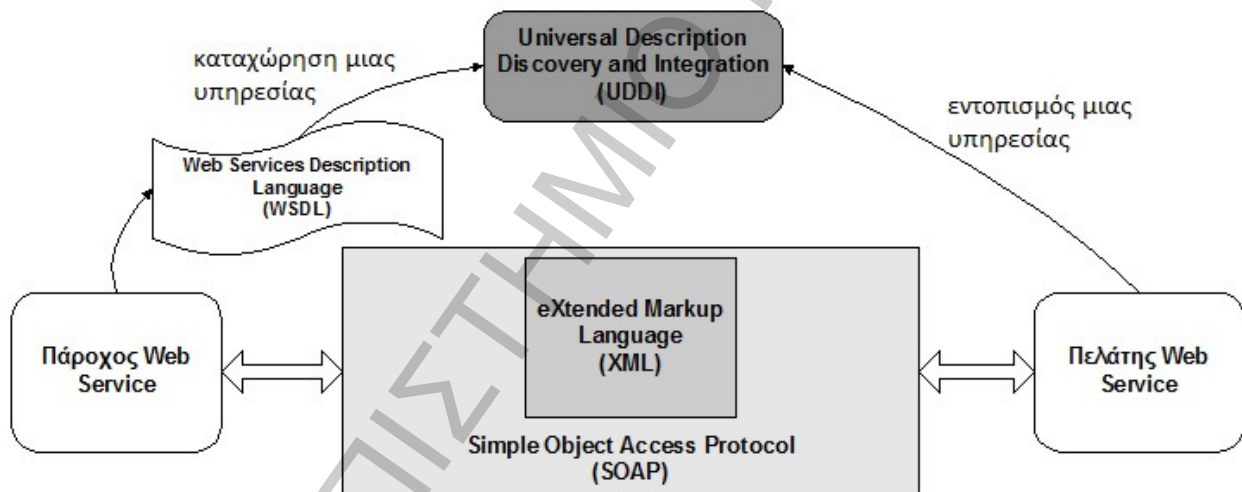 Universal Description
Discovery and Integration
(UDDI)
καταχώρηση μιας
υπηρεσίας
εντοπισμός μιας
υπηρεσίας
Web Services Description
Language
(WSDL)
eXtended Markup
Language
(XML)
Πάροχος Web
Service
Πελάτης Web
Service
Simple Object Access Protocol
(SOAP)
ΠΙΣΤΗΜΙΟ